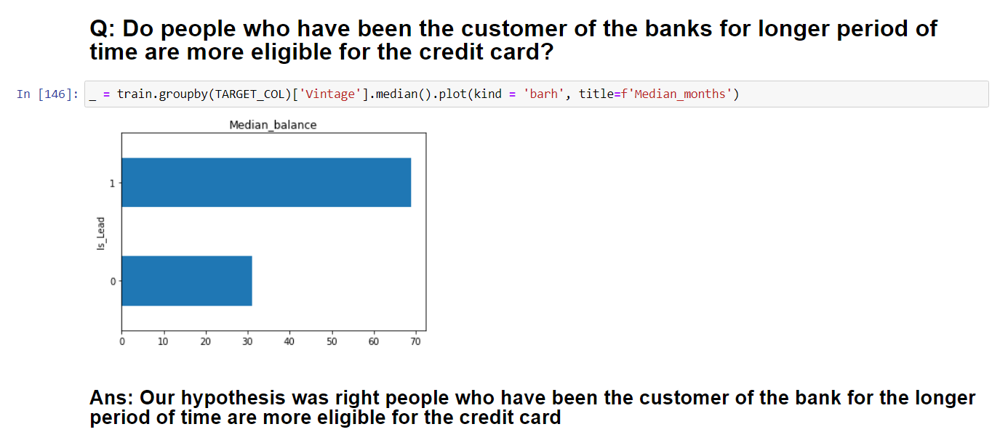 Q: Do people who have been the customer of the banks for longer period of
time are more eligible for the credit card?
In [146]: _ = train.groupby(TARGET_COL)['Vintage'].median().plot(kind = 'barh', title=f'Median_months')
Median_balance
1
Is_Lead
0
0 10 20 30 40 50 60 70
Ans: Our hypothesis was right people who have been the customer of the bank for the longer
period of time are more eligible for the credit card